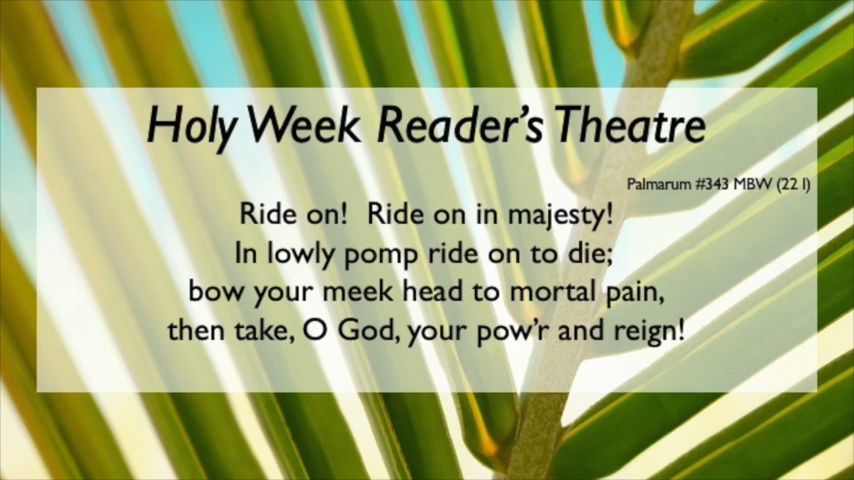 Holy Week Reader’s Theatre
Palmarum #343 MBW (22 I)
Ride on!  Ride on in majesty!
In lowly pomp ride on to die;
bow your meek head to mortal pain,
then take, O God, your pow’r and reign!